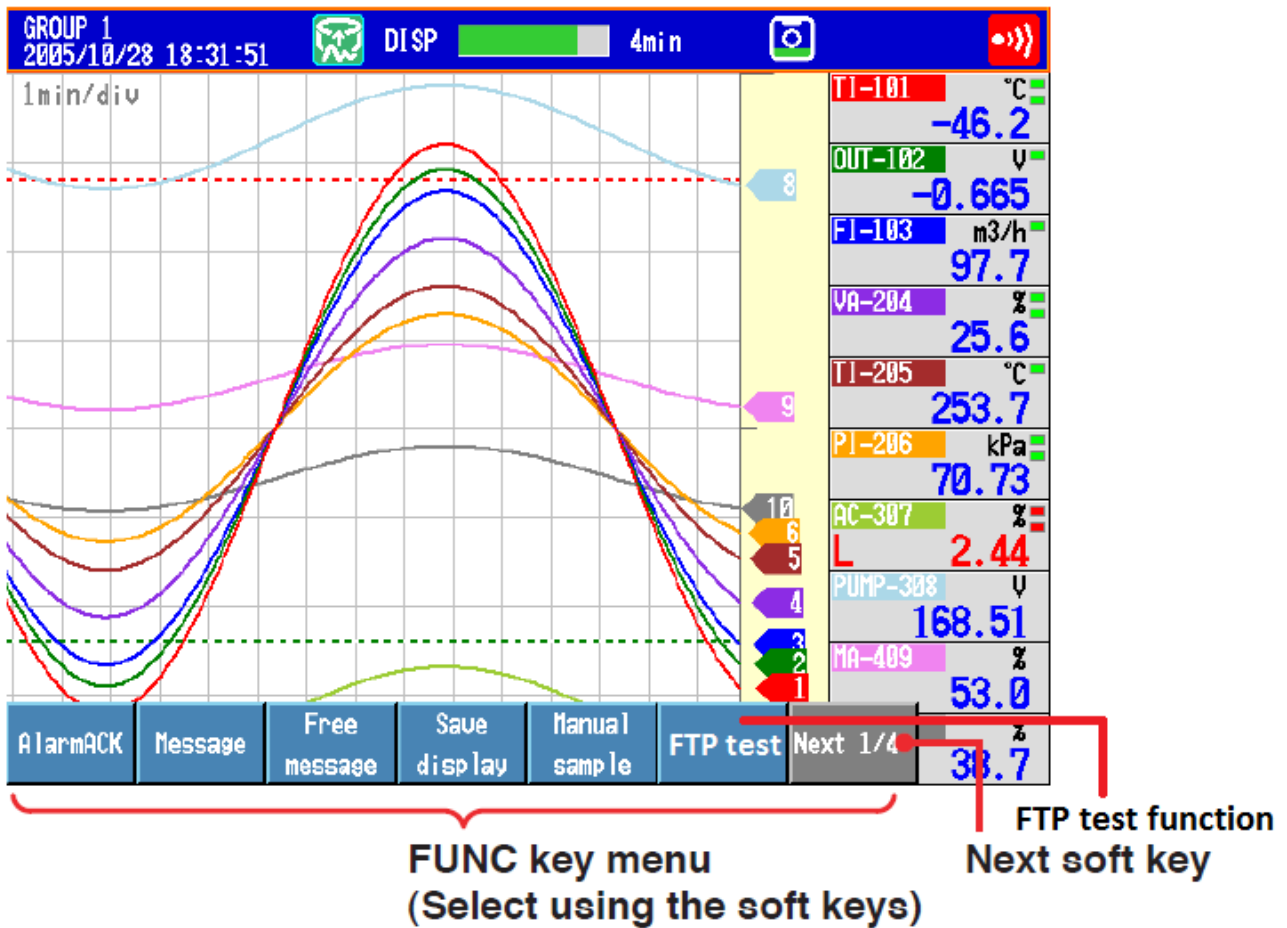 GROUP 1
2005/10/28 18:31:51
DISP
4min
1min/div
TI-101 °C
-46.2
OUT-102 V
-0.665
FI-103 m3/h
97.7
VA-204 %
25.6
TI-205 °C
253.7
PI-206 kPa
70.73
AC-307 %
L 2.44
PUMP-308 V
168.51
MA-409 %
53.0
%
38.7
8
9
10
6
5
4
3
2
1
AlarmACK
Message
Free
message
Save
display
Manual
sample
FTP test
Next 1/4
FTP test function
Next soft key
FUNC key menu
(Select using the soft keys)